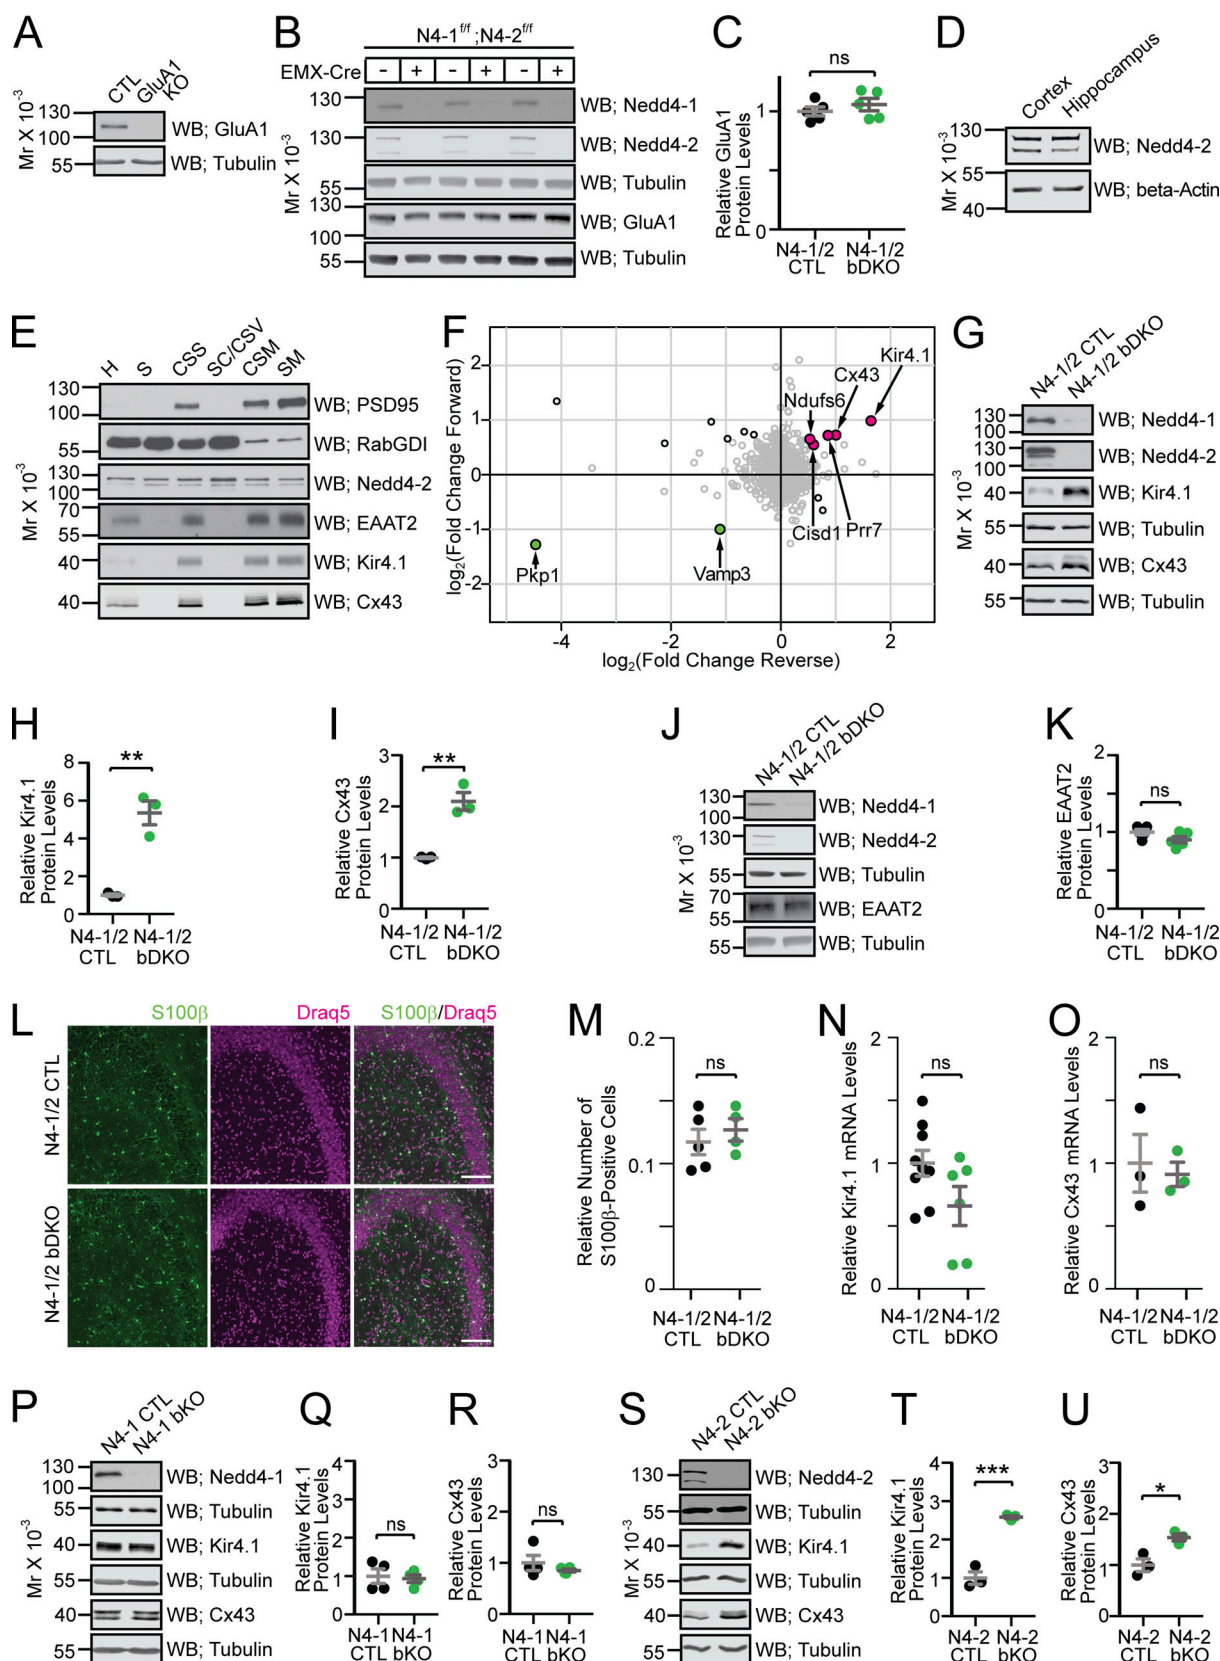 A
CTL
GluA1
KO
Mr X 10⁻³
130
100
55
WB; GluA1
WB; Tubulin
B
N4-1f/f;N4-2f/f
EMX-Cre - + - + - +
Mr X 10⁻³
130
130
55
130
100
55
WB; Nedd4-1
WB; Nedd4-2
WB; Tubulin
WB; GluA1
WB; Tubulin
C
Relative GluA1
Protein Levels
ns
1
0
N4-1/2 N4-1/2
CTL bDKO
D
Cortex
Hippocampus
Mr X 10⁻³
130
55
40
WB; Nedd4-2
WB; beta-Actin
E
H S CSS SC/CSV CSM SM
Mr X 10⁻³
130
100
55
130
100
70
55
40
40
WB; PSD95
WB; RabGDI
WB; Nedd4-2
WB; EAAT2
WB; Kir4.1
WB; Cx43
F
log₂(Fold Change Forward)
2
1
0
-1
-2
Kir4.1
Cx43
Ndufs6
Cisd1
Prr7
Vamp3
Pkp1
-4 -2 0 2
log₂(Fold Change Reverse)
G
N4-1/2 CTL
N4-1/2 bDKO
Mr X 10⁻³
130
100
130
100
40
55
40
55
WB; Nedd4-1
WB; Nedd4-2
WB; Kir4.1
WB; Tubulin
WB; Cx43
WB; Tubulin
H
Relative Kir4.1
Protein Levels
**
8
6
4
2
0
N4-1/2 N4-1/2
CTL bDKO
I
Relative Cx43
Protein Levels
**
3
2
1
0
N4-1/2 N4-1/2
CTL bDKO
J
N4-1/2 CTL
N4-1/2 bDKO
Mr X 10⁻³
130
100
130
55
70
55
55
WB; Nedd4-1
WB; Nedd4-2
WB; Tubulin
WB; EAAT2
WB; Tubulin
K
Relative EAAT2
Protein Levels
ns
2
1
0
N4-1/2 N4-1/2
CTL bDKO
L
S100β Draq5 S100β/Draq5
N4-1/2 CTL
N4-1/2 bDKO
M
Relative Number of
S100β-Positive Cells
ns
0.2
0.1
0
N4-1/2 N4-1/2
CTL bDKO
N
Relative Kir4.1 mRNA Levels
ns
2
1
0
N4-1/2 N4-1/2
CTL bDKO
O
Relative Cx43 mRNA Levels
ns
2
1
0
N4-1/2 N4-1/2
CTL bDKO
P
N4-1 CTL
N4-1 bKO
Mr X 10⁻³
130
100
55
40
55
40
55
WB; Nedd4-1
WB; Tubulin
WB; Kir4.1
WB; Tubulin
WB; Cx43
WB; Tubulin
Q
Relative Kir4.1
Protein Levels
ns
4
3
2
1
0
N4-1 N4-1
CTL bKO
R
Relative Cx43
Protein Levels
ns
3
2
1
0
N4-1 N4-1
CTL bKO
S
N4-2 CTL
N4-2 bKO
Mr X 10⁻³
130
55
40
55
40
55
WB; Nedd4-2
WB; Tubulin
WB; Kir4.1
WB; Tubulin
WB; Cx43
WB; Tubulin
T
Relative Kir4.1
Protein Levels
***
4
3
2
1
0
N4-2 N4-2
CTL bKO
U
Relative Cx43
Protein Levels
*
3
2
1
0
N4-2 N4-2
CTL bKO